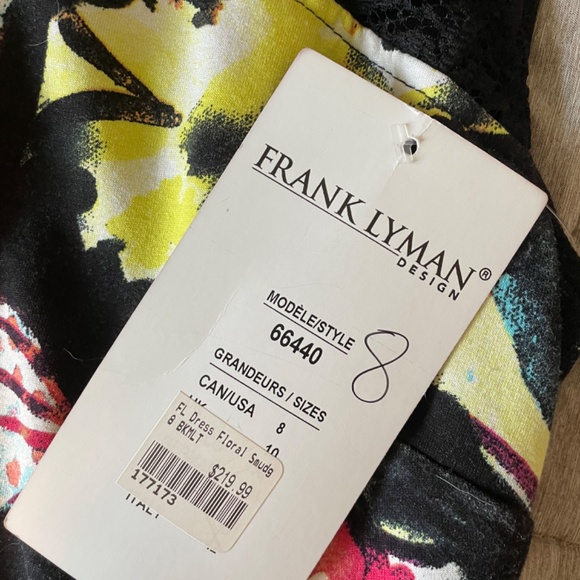 FRANK LYMAN®
DESIGN
MODÈLE/STYLE
66440
8
GRANDEURS / SIZES
CAN/USA 8
10
FL Dress Floral Smudg
8 BKMLT
$219.99
177173